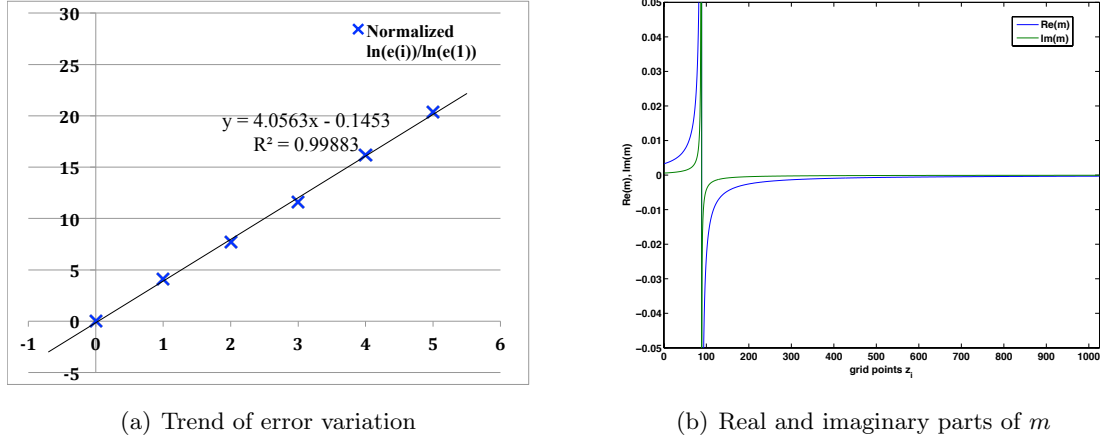 30
25
20
15
10
5
0
-5
-1
0
1
2
3
4
5
6
Normalized
ln(e(i))/ln(e(1))
y = 4.0563x - 0.1453
R² = 0.99883
(a) Trend of error variation
0.05
0.04
0.03
0.02
0.01
0
−0.01
−0.02
−0.03
−0.04
−0.05
Re(m), Im(m)
Re(m)
Im(m)
0 100 200 300 400 500 600 700 800 900 1000
grid points z_i
(b) Real and imaginary parts of m